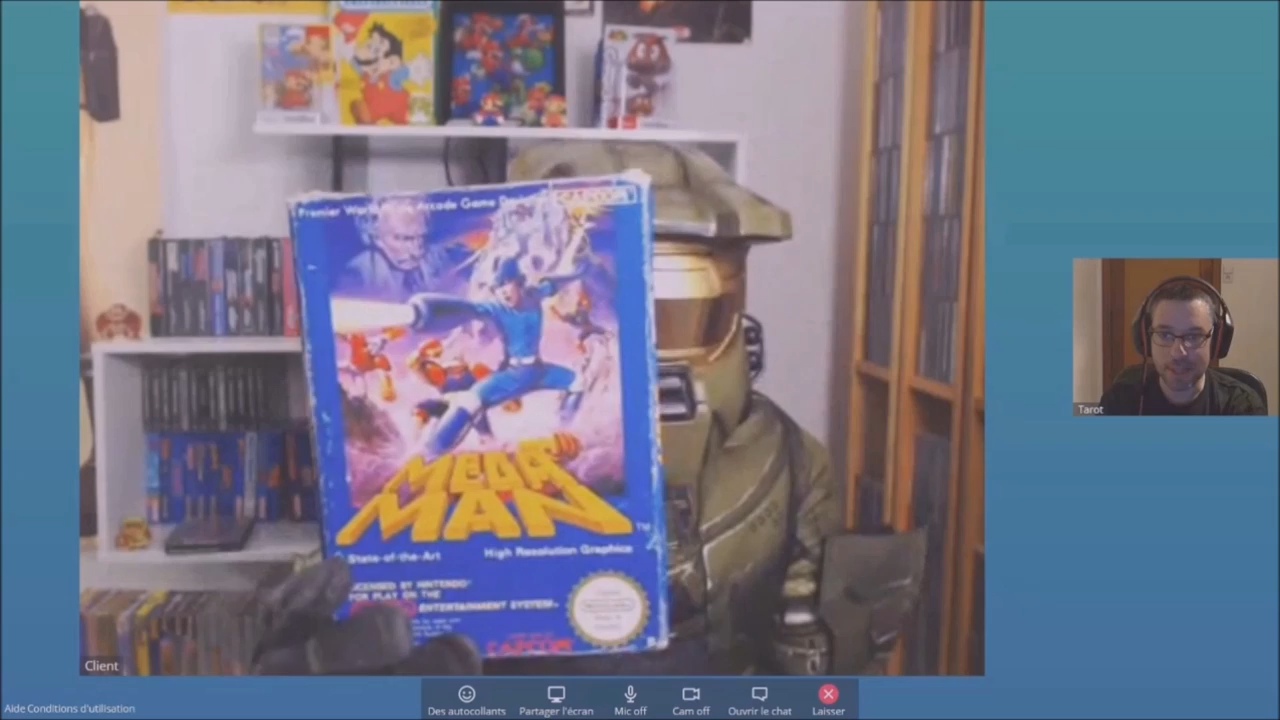 Premier World Wide Arcade Game Designer
CAPCOM
MEGA
MAN TM
State-of-the-Art High Resolution Graphics
LICENSED BY NINTENDO
FOR PLAY ON THE
ENTERTAINMENT SYSTEM
CAPCOM
Client
Tarot
Aide Conditions d'utilisation
Des autocollants
Partager l'écran
Mic off
Cam off
Ouvrir le chat
Laisser